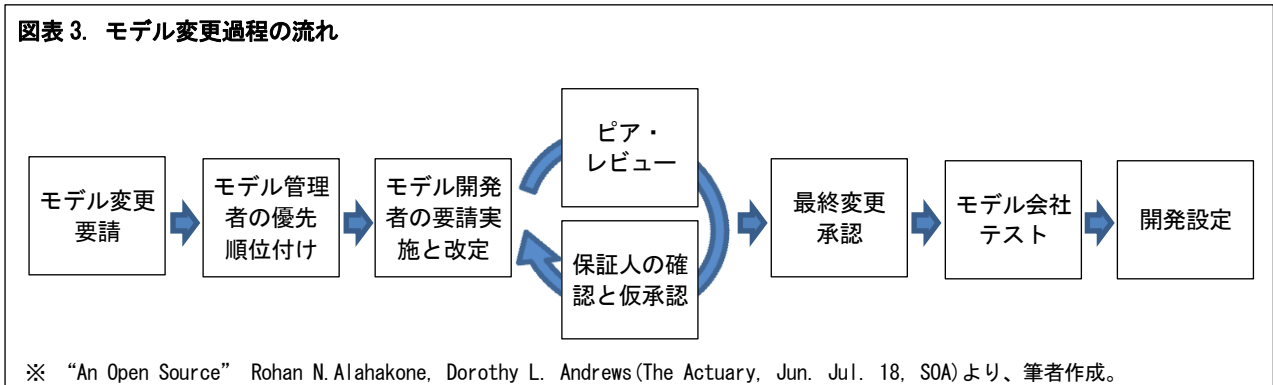 図表 3. モデル変更過程の流れ
モデル変更
要請
モデル管理
者の優先
順位付け
モデル開発
者の要請実
施と改定
ピア・
レビュー
保証人の確
認と仮承認
最終変更
承認
モデル会社
テスト
開発設定
※ “An Open Source” Rohan N.Alahakone, Dorothy L. Andrews(The Actuary, Jun. Jul. 18, SOA)より、筆者作成。